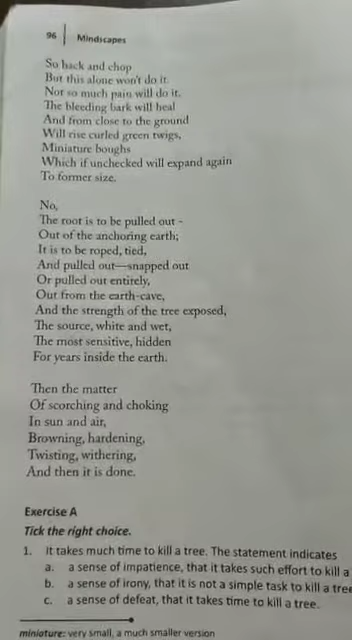 96 | Mindscapes
So hack and chop
But this alone won't do it.
Not so much pain will do it.
The bleeding bark will heal
And from close to the ground
Will rise curled green twigs,
Miniature boughs
Which if unchecked will expand again
To former size.
No,
The root is to be pulled out -
Out of the anchoring earth;
It is to be roped, tied,
And pulled out—snapped out
Or pulled out entirely,
Out from the earth-cave,
And the strength of the tree exposed,
The source, white and wet,
The most sensitive, hidden
For years inside the earth.
Then the matter
Of scorching and choking
In sun and air,
Browning, hardening,
Twisting, withering,
And then it is done.
Exercise A
Tick the right choice.
1. It takes much time to kill a tree. The statement indicates
a. a sense of impatience, that it takes such effort to kill a
b. a sense of irony, that it is not a simple task to kill a tree
c. a sense of defeat, that it takes time to kill a tree.
miniature: very small, a much smaller version